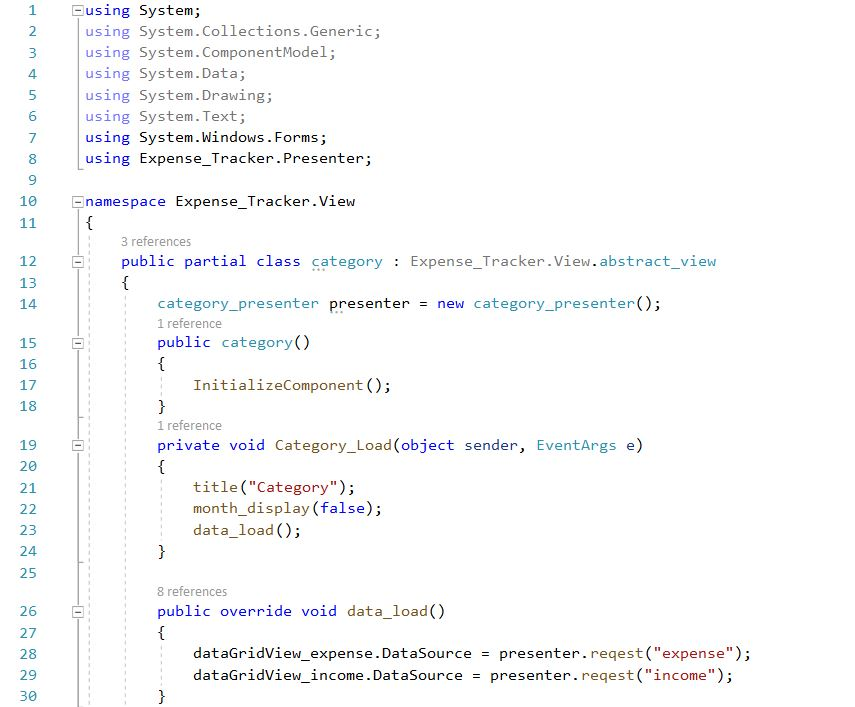 1 using System;
2 using System.Collections.Generic;
3 using System.ComponentModel;
4 using System.Data;
5 using System.Drawing;
6 using System.Text;
7 using System.Windows.Forms;
8 using Expense_Tracker.Presenter;
9
10 namespace Expense_Tracker.View
11 {
3 references
12 public partial class category : Expense_Tracker.View.abstract_view
13 {
14 category_presenter presenter = new category_presenter();
1 reference
15 public category()
16 {
17 InitializeComponent();
18 }
1 reference
19 private void Category_Load(object sender, EventArgs e)
20 {
21 title("Category");
22 month_display(false);
23 data_load();
24 }
25
8 references
26 public override void data_load()
27 {
28 dataGridView_expense.DataSource = presenter.reqest("expense");
29 dataGridView_income.DataSource = presenter.reqest("income");
30 }